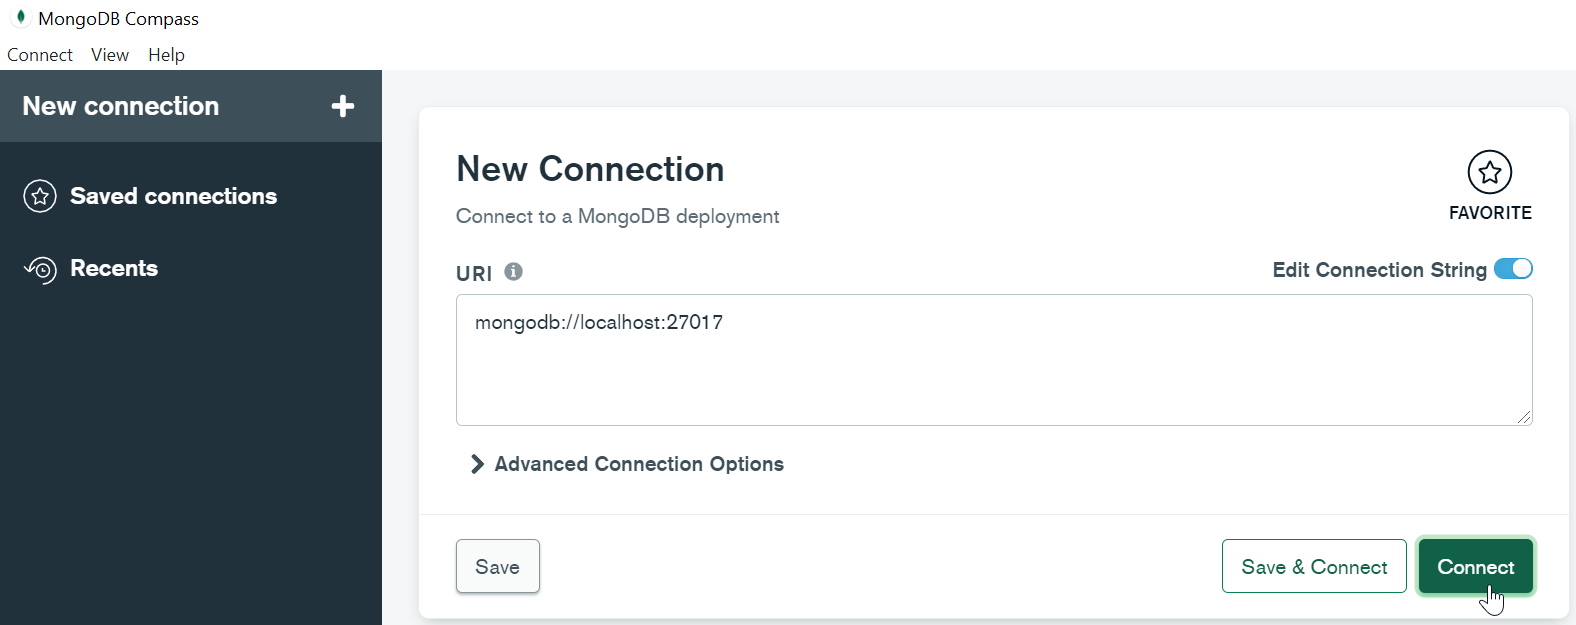 MongoDB Compass
Connect View Help
New connection
Saved connections
Recents
New Connection
Connect to a MongoDB deployment
FAVORITE
URI
Edit Connection String
mongodb://localhost:27017
Advanced Connection Options
Save
Save & Connect
Connect